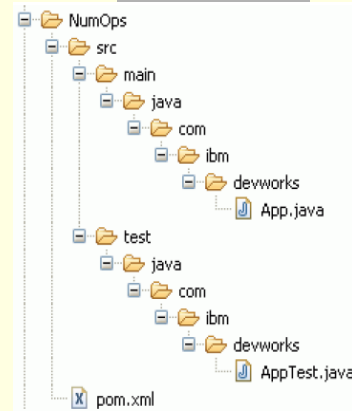 NumOps
src
main
java
com
ibm
devworks
App.java
test
java
com
ibm
devworks
AppTest.java
pom.xml